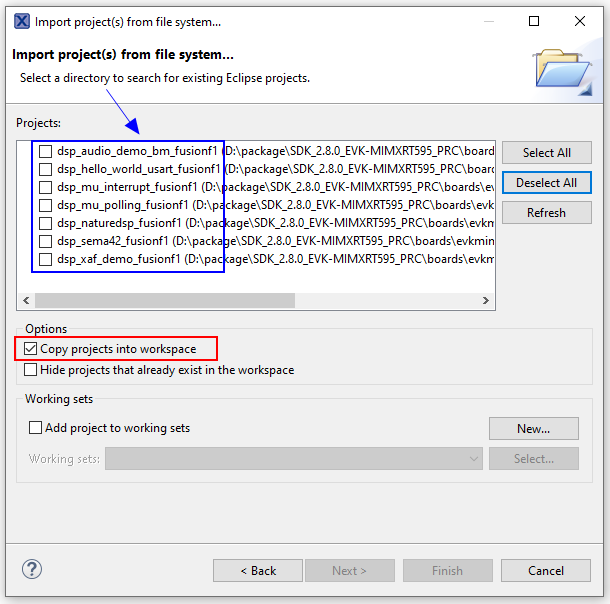 Import project(s) from file system...
Import project(s) from file system...
Select a directory to search for existing Eclipse projects.
Projects:
dsp_audio_demo_bm_fusionf1 (D:\package\SDK_2.8.0_EVK-MIMXRT595_PRC\boards
dsp_hello_world_usart_fusionf1 (D:\package\SDK_2.8.0_EVK-MIMXRT595_PRC\bo
dsp_mu_interrupt_fusionf1 (D:\package\SDK_2.8.0_EVK-MIMXRT595_PRC\boards\e
dsp_mu_polling_fusionf1 (D:\package\SDK_2.8.0_EVK-MIMXRT595_PRC\boards\evk
dsp_naturedsp_fusionf1 (D:\package\SDK_2.8.0_EVK-MIMXRT595_PRC\boards\evkm
dsp_sema42_fusionf1 (D:\package\SDK_2.8.0_EVK-MIMXRT595_PRC\boards\evkmin
dsp_xaf_demo_fusionf1 (D:\package\SDK_2.8.0_EVK-MIMXRT595_PRC\boards\evkm
Select All
Deselect All
Refresh
Options
Copy projects into workspace
Hide projects that already exist in the workspace
Working sets
Add project to working sets
New...
Working sets:
Select...
?
< Back
Next >
Finish
Cancel